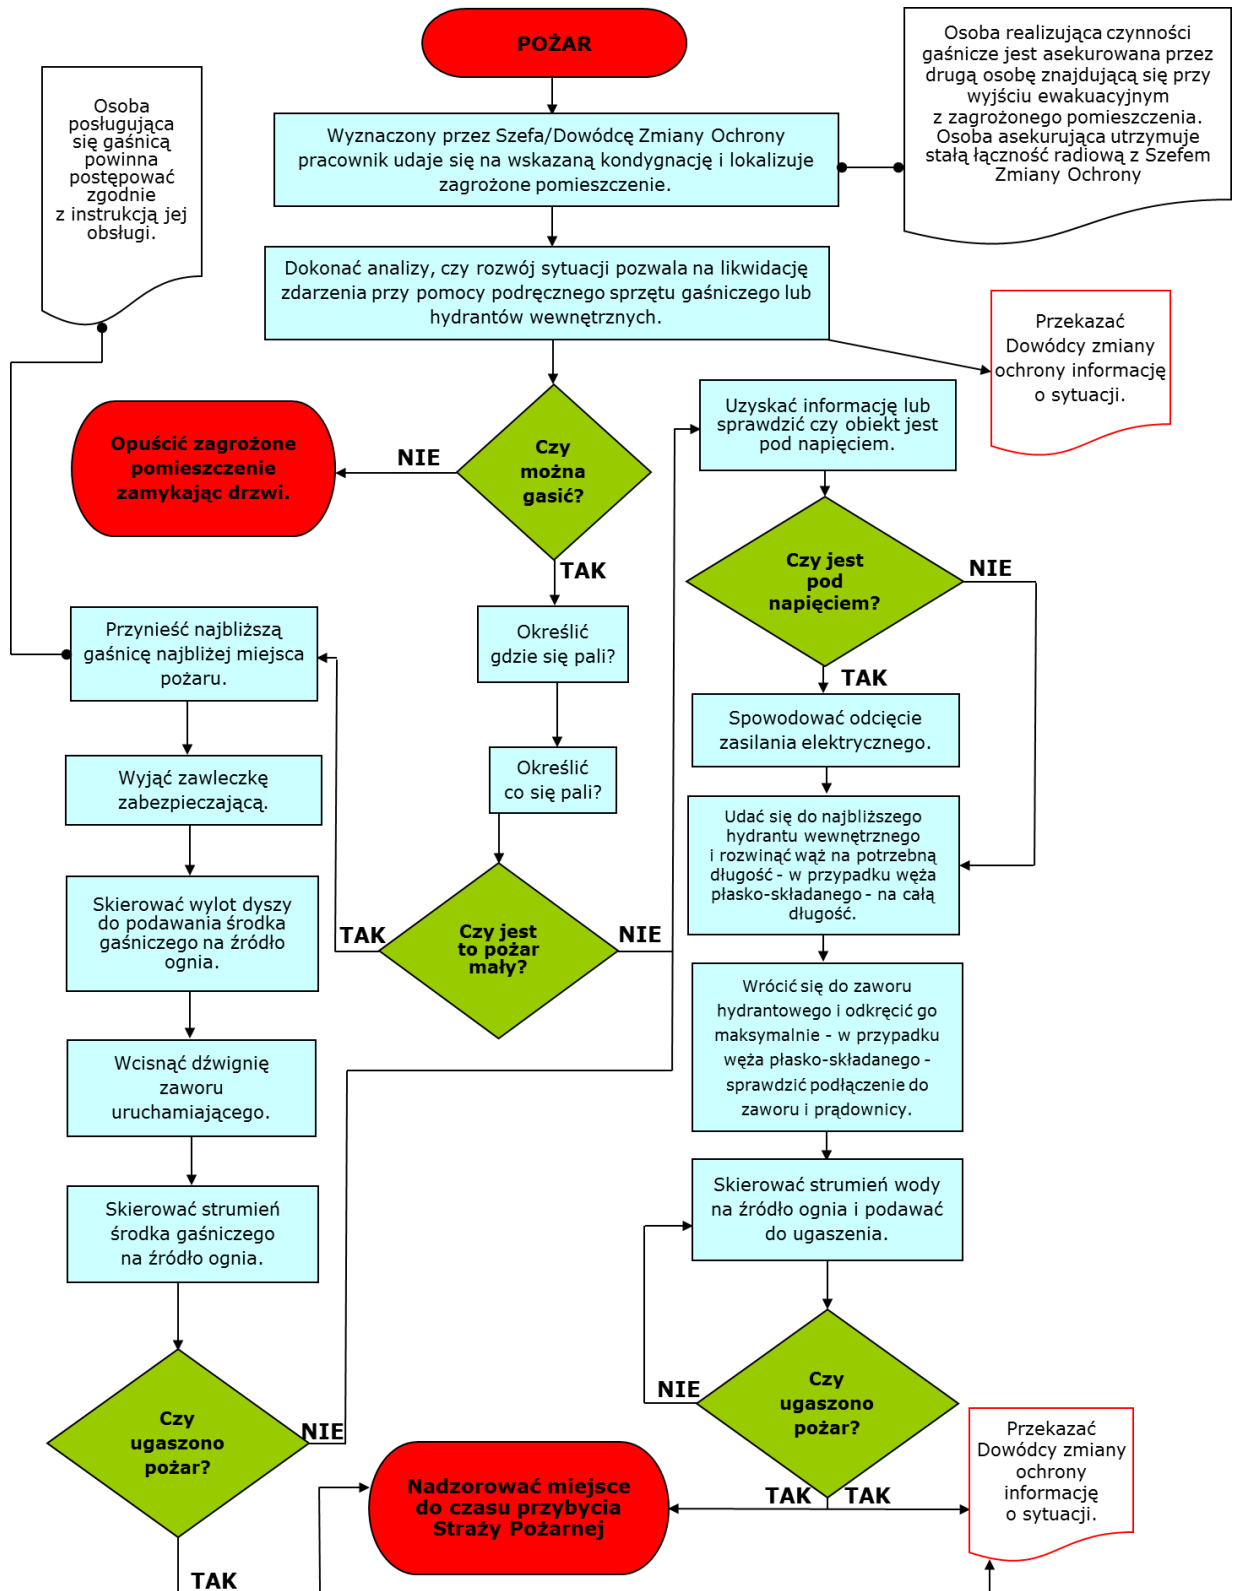 POŻAR
Osoba realizująca czynności
gaśnicze jest asekurowana przez
drugą osobę znajdującą się przy
wyjściu ewakuacyjnym
z zagrożonego pomieszczenia.
Osoba asekurująca utrzymuje
stałą łączność radiową z Szefem
Zmiany Ochrony
Osoba
posługująca
się gaśnicą
powinna
postępować
zgodnie
z instrukcją jej
obsługi.
Wyznaczony przez Szefa/Dowódcę Zmiany Ochrony
pracownik udaje się na wskazaną kondygnację i lokalizuje
zagrożone pomieszczenie.
Dokonać analizy, czy rozwój sytuacji pozwala na likwidację
zdarzenia przy pomocy podręcznego sprzętu gaśniczego lub
hydrantów wewnętrznych.
Przekazać
Dowódcy zmiany
ochrony informację
o sytuacji.
Opuścić zagrożone
pomieszczenie
zamykając drzwi.
NIE
Czy
można
gasić?
TAK
Uzyskać informację lub
sprawdzić czy obiekt jest
pod napięciem.
Czy jest
pod
napięciem?
NIE
TAK
Określić
gdzie się pali?
Określić
co się pali?
Czy jest
to pożar
mały?
TAK
NIE
Przynieść najbliższą
gaśnicę najbliżej miejsca
pożaru.
Wyjąć zawleczkę
zabezpieczającą.
Skierować wylot dyszy
do podawania środka
gaśniczego na źródło
ognia.
Wcisnąć dźwignię
zaworu
uruchamiającego.
Skierować strumień
środka gaśniczego
na źródło ognia.
Czy
ugaszono
pożar?
NIE
TAK
Spowodować odcięcie
zasilania elektrycznego.
Udać się do najbliższego
hydrantu wewnętrznego
i rozwinąć wąż na potrzebną
długość - w przypadku węża
płasko-składanego - na całą
długość.
Wrócić się do zaworu
hydrantowego i odkręcić go
maksymalnie - w przypadku
węża płasko-składanego -
sprawdzić podłączenie do
zaworu i prądownicy.
Skierować strumień wody
na źródło ognia i podawać
do ugaszenia.
Czy
ugaszono
pożar?
NIE
TAK
TAK
Nadzorować miejsce
do czasu przybycia
Straży Pożarnej
Przekazać
Dowódcy zmiany
ochrony
informację
o sytuacji.